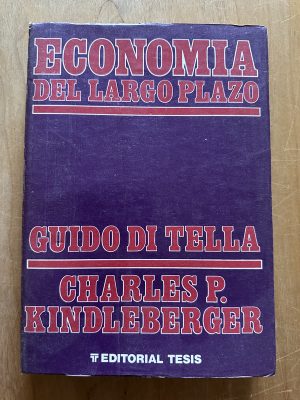 ECONOMIA
DEL LARGO PLAZO
GUIDO DI TELLA
CHARLES P.
KINDLEBERGER
EDITORIAL TESIS